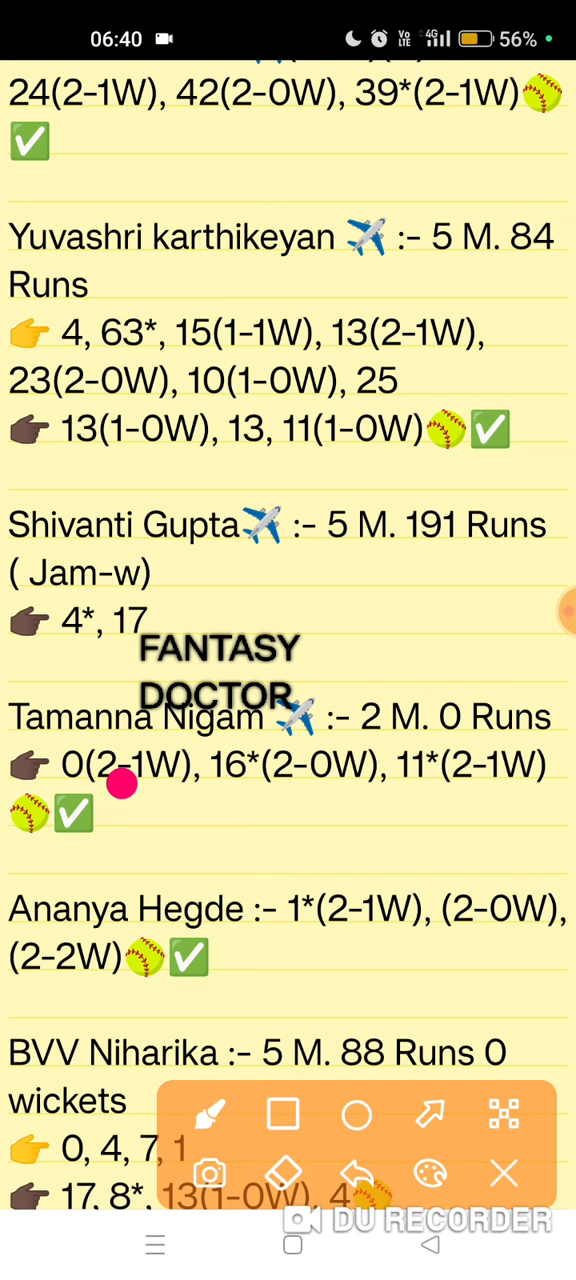 06:40 Vo LTE 4G 56%
24(2-1W), 42(2-0W), 39*(2-1W)
Yuvashri karthikeyan :- 5 M. 84
Runs
4, 63*, 15(1-1W), 13(2-1W),
23(2-0W), 10(1-0W), 25
13(1-0W), 13, 11(1-0W)
Shivanti Gupta :- 5 M. 191 Runs
( Jam-w)
4*, 17
FANTASY
DOCTOR
Tamanna Nigam :- 2 M. 0 Runs
0(2-1W), 16*(2-0W), 11*(2-1W)
Ananya Hegde :- 1*(2-1W), (2-0W),
(2-2W)
BVV Niharika :- 5 M. 88 Runs 0
wickets
0, 4, 7, 1
17, 8*, 13(1-0W), 4
DU RECORDER